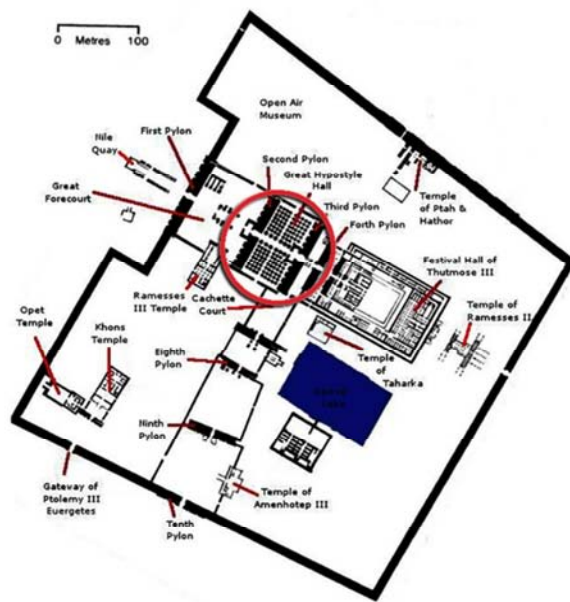 0 Metres 100
Open Air
Museum
First Pylon
Nile
Quay
Second Pylon
Great Hypostyle
Hall
Great
Forecourt
Third Pylon
Forth Pylon
Temple
of Ptah &
Hathor
Festival Hall of
Thutmose III
Ramesses
III Temple
Cachette
Court
Temple of
Ramesses II
Opet
Temple
Khons
Temple
Eighth
Pylon
Temple
of
Taharka
Ninth
Pylon
Gateway of
Ptolemy III
Euergetes
Temple of
Amenhotep III
Tenth
Pylon